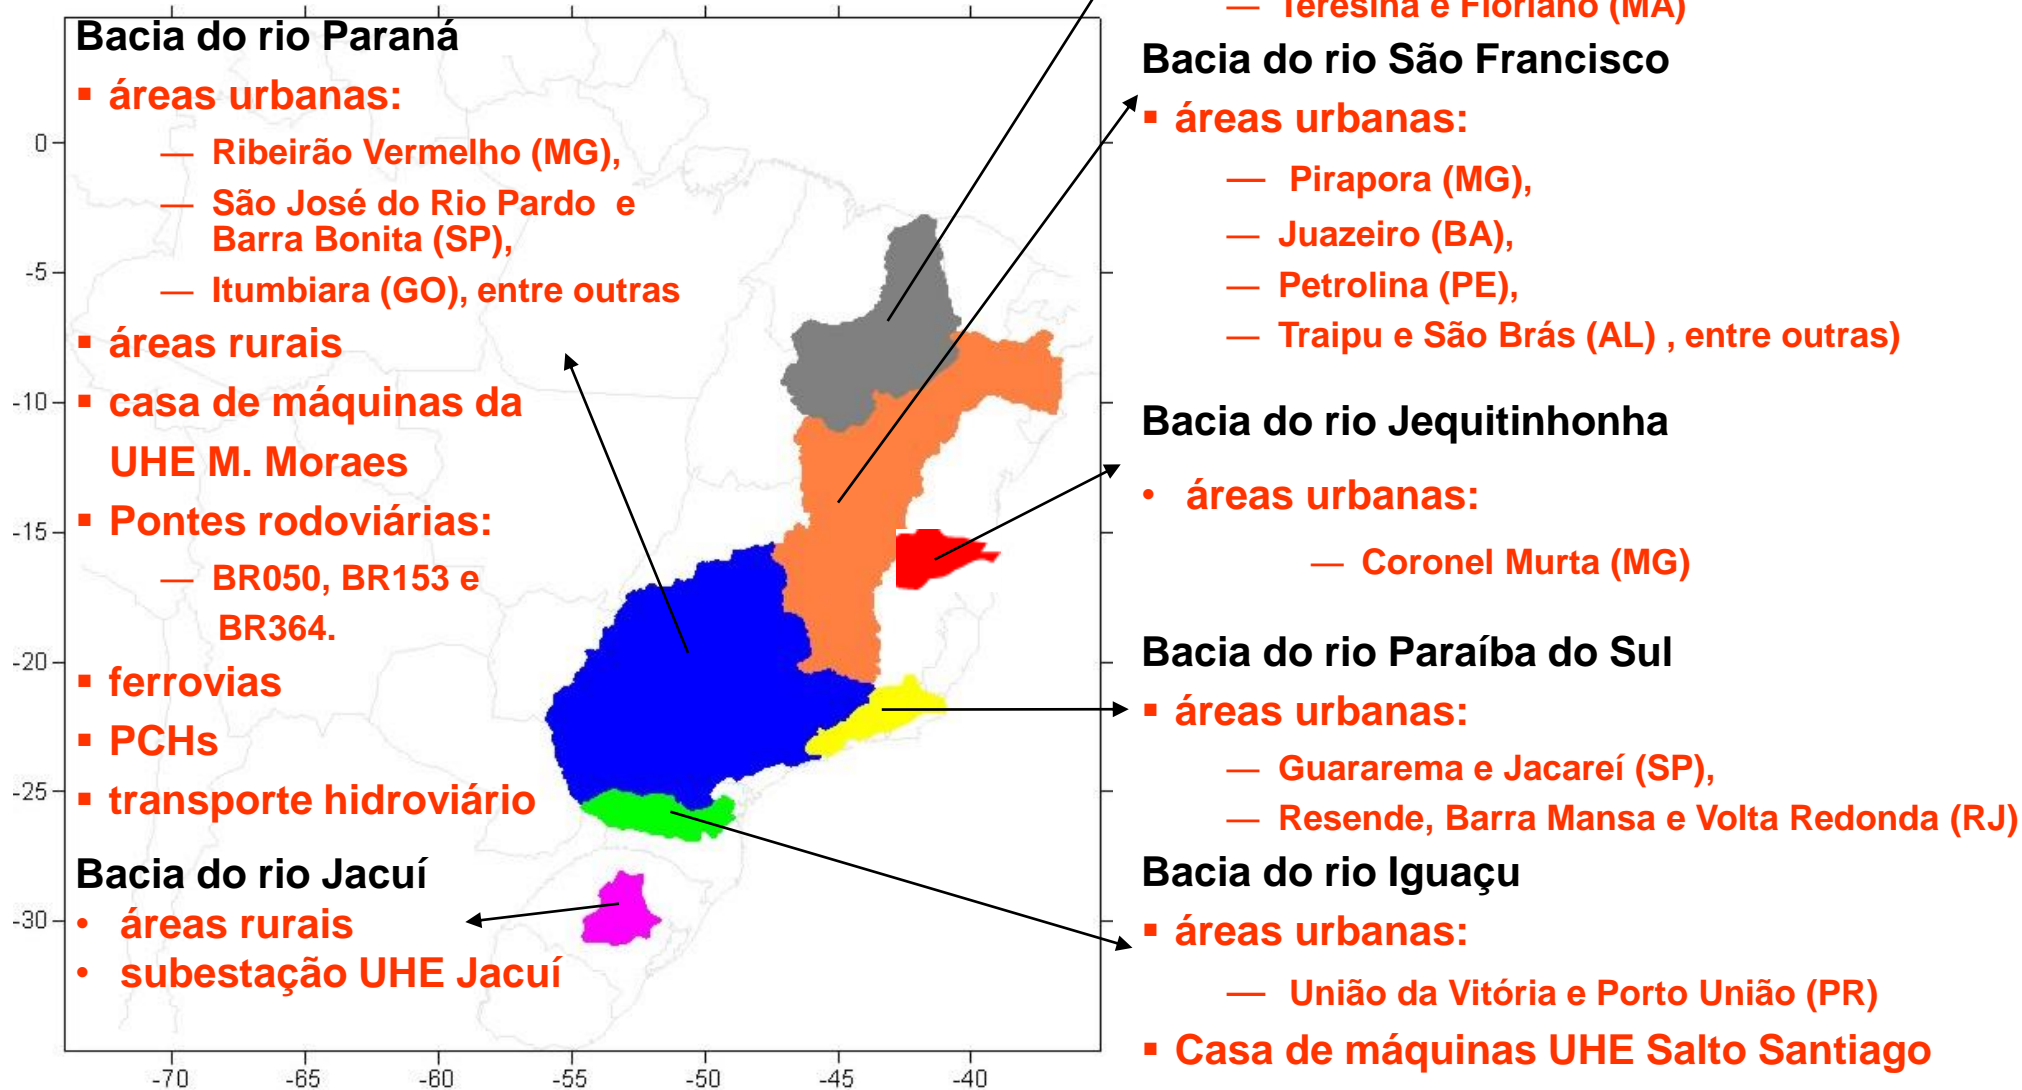 Bacia do rio Paraná
▪ áreas urbanas:
— Ribeirão Vermelho (MG),
— São José do Rio Pardo e
Barra Bonita (SP),
— Itumbiara (GO), entre outras
▪ áreas rurais
▪ casa de máquinas da
UHE M. Moraes
▪ Pontes rodoviárias:
— BR050, BR153 e
BR364.
▪ ferrovias
▪ PCHs
▪ transporte hidroviário
Bacia do rio Jacuí
• áreas rurais
• subestação UHE Jacuí
— Teresina e Floriano (MA)
Bacia do rio São Francisco
▪ áreas urbanas:
— Pirapora (MG),
— Juazeiro (BA),
— Petrolina (PE),
— Traipu e São Brás (AL) , entre outras)
Bacia do rio Jequitinhonha
• áreas urbanas:
— Coronel Murta (MG)
Bacia do rio Paraíba do Sul
▪ áreas urbanas:
— Guararema e Jacareí (SP),
— Resende, Barra Mansa e Volta Redonda (RJ)
Bacia do rio Iguaçu
▪ áreas urbanas:
— União da Vitória e Porto União (PR)
▪ Casa de máquinas UHE Salto Santiago
0
-5
-10
-15
-20
-25
-30
-70 -65 -60 -55 -50 -45 -40